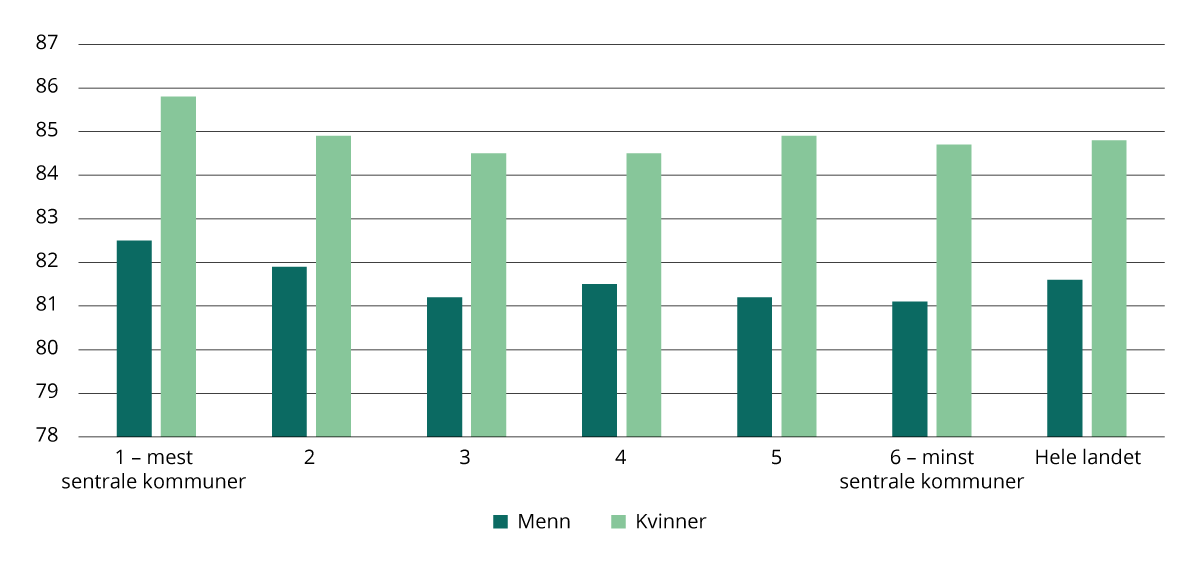 87
86
85
84
83
82
81
80
79
78
1 – mest
sentrale kommuner
2
3
4
5
6 – minst
sentrale kommuner
Hele landet
Menn
Kvinner